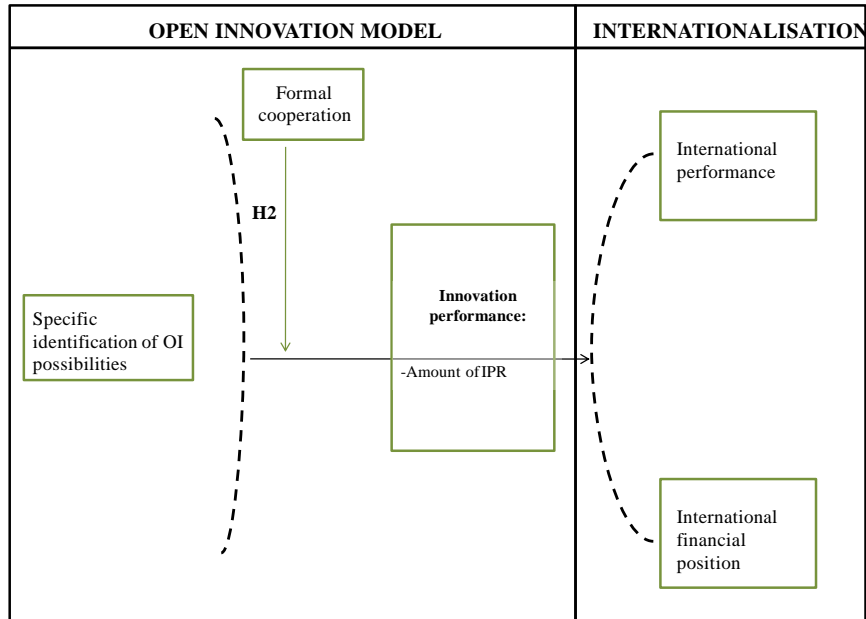 OPEN INNOVATION MODEL
INTERNATIONALISATION
Formal
cooperation
H2
International
performance
Specific
identification of OI
possibilities
Innovation
performance:
-Amount of IPR
International
financial
position